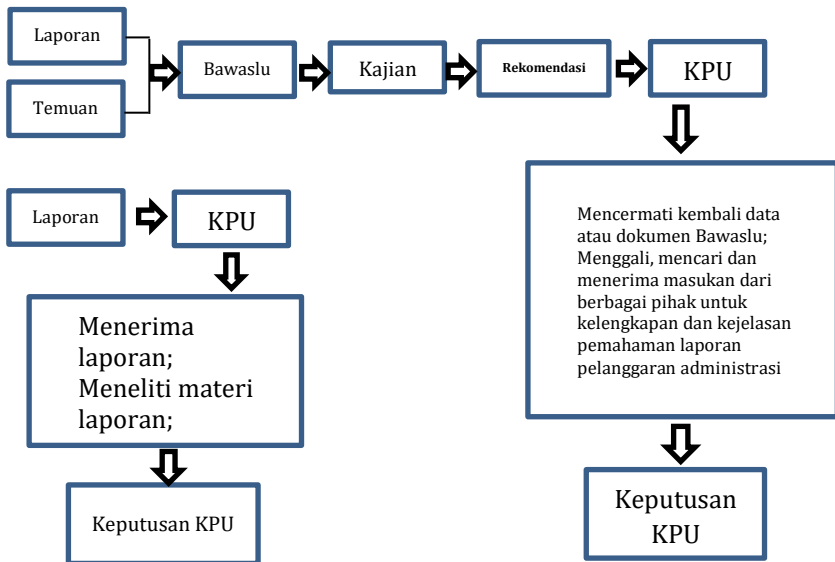 Laporan
Temuan
Bawaslu
Kajian
Rekomendasi
KPU
Mencermati kembali data
atau dokumen Bawaslu;
Menggali, mencari dan
menerima masukan dari
berbagai pihak untuk
kelengkapan dan kejelasan
pemahaman laporan
pelanggaran administrasi
Keputusan
KPU
Laporan
KPU
Menerima
laporan;
Meneliti materi
laporan;
Keputusan KPU